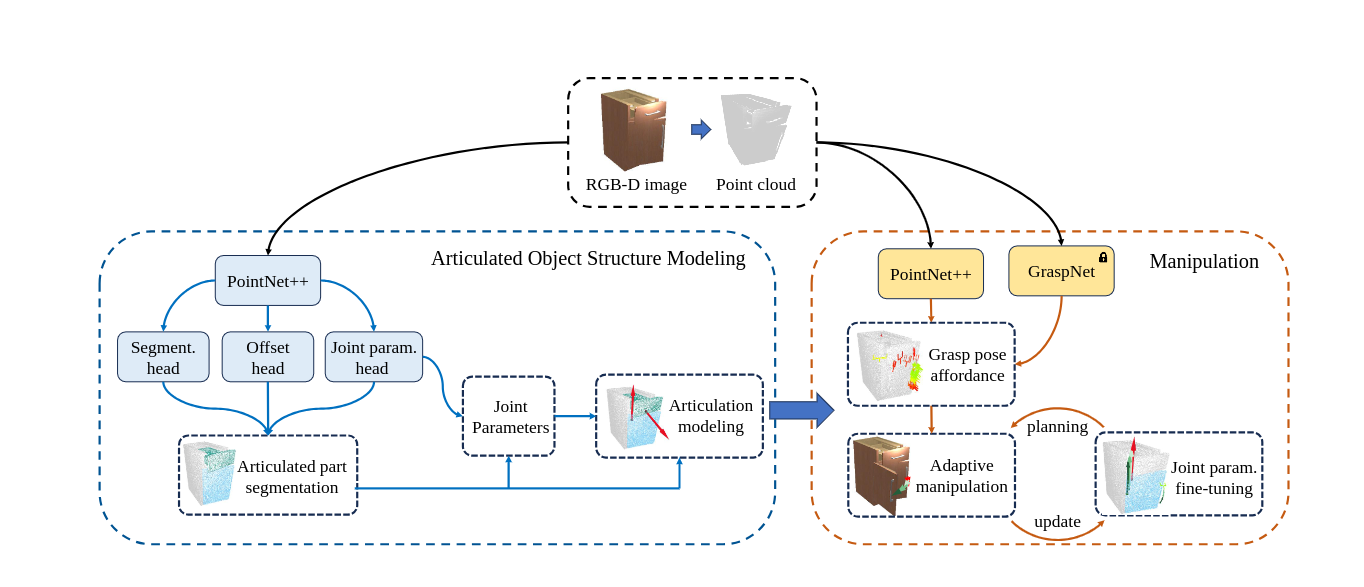 RGB-D image
Point cloud
Articulated Object Structure Modeling
PointNet++
Segment.
head
Offset
head
Joint param.
head
Joint
Parameters
Articulation
modeling
Articulated part
segmentation
Manipulation
PointNet++
GraspNet
Grasp pose
affordance
planning
Adaptive
manipulation
Joint param.
fine-tuning
update